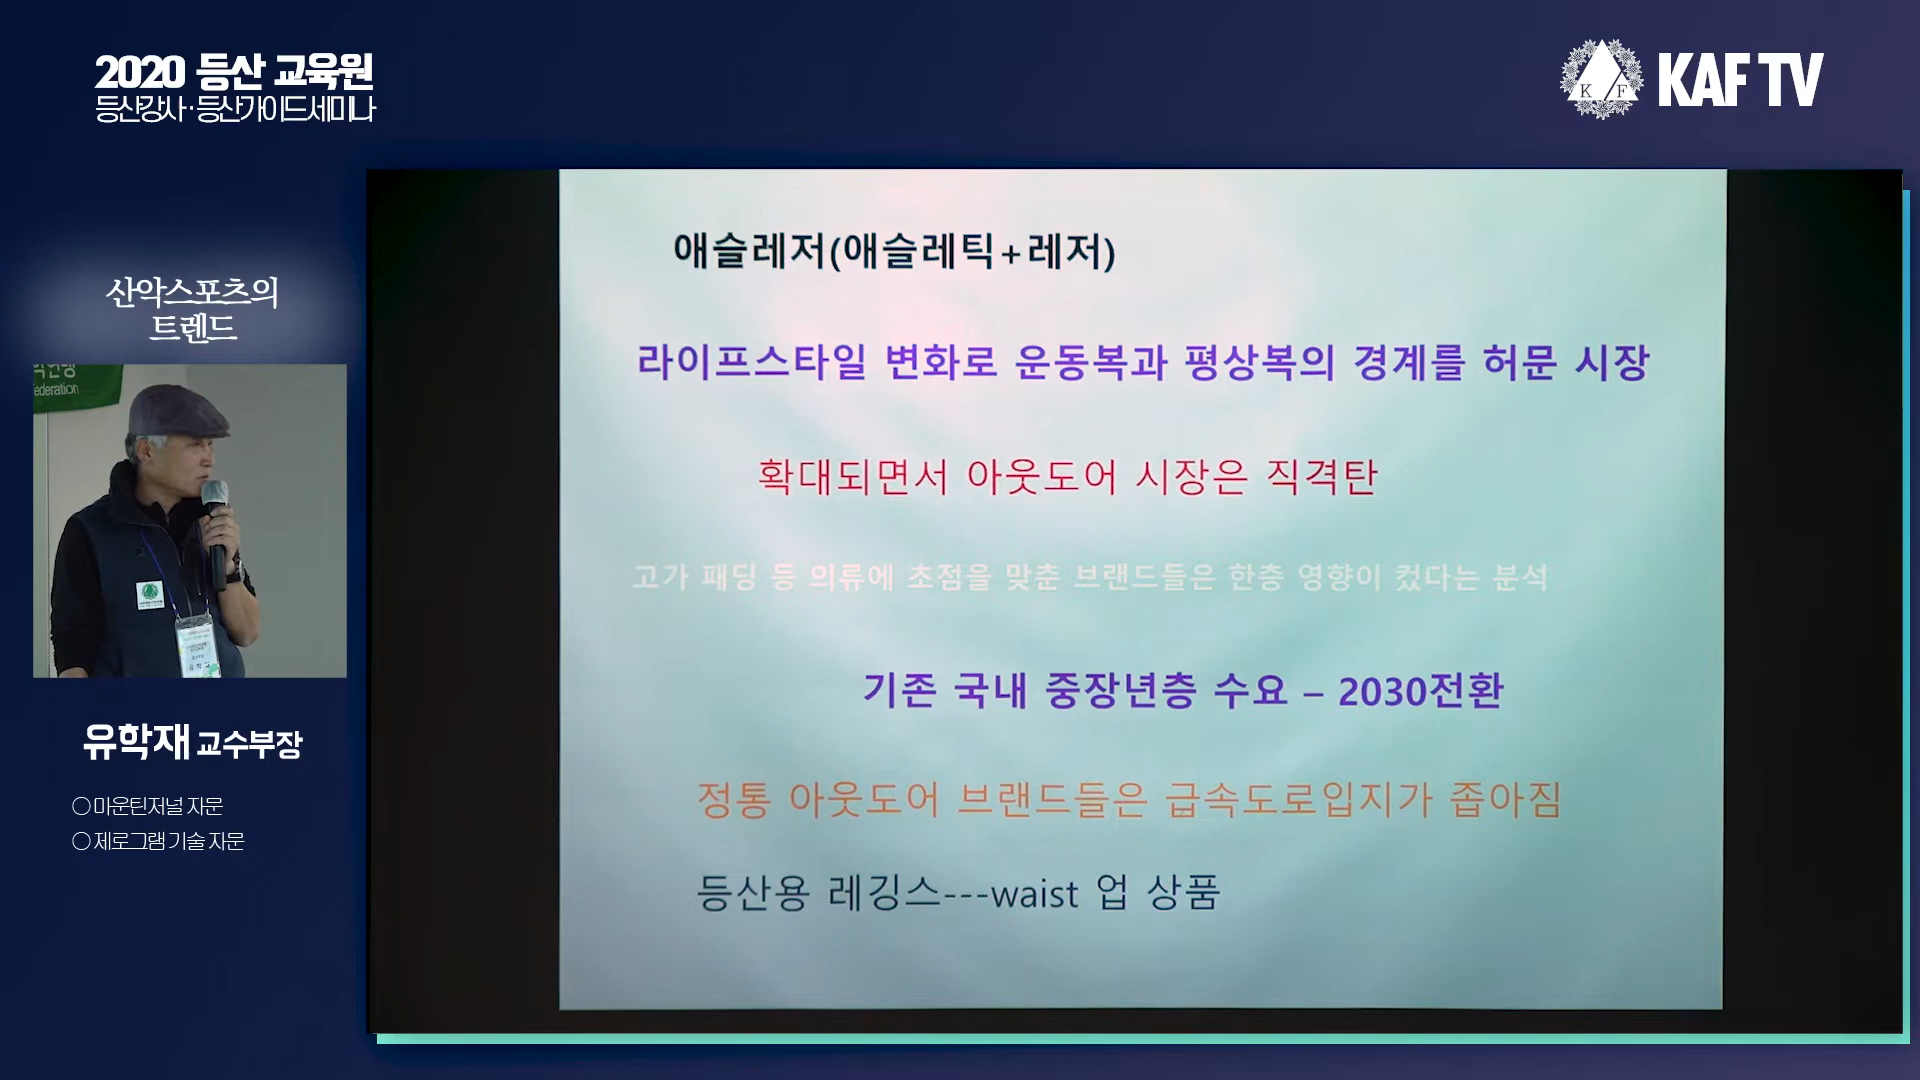 2020 등산 교육원
등산강사·등산가이드세미나
K F
KAF TV
산악스포츠의
트렌드
ederation
유학재 교수부장
○ 마운틴저널 자문
○ 제로그램 기술 자문
애슬레저(애슬레틱+레저)
라이프스타일 변화로 운동복과 평상복의 경계를 허문 시장
확대되면서 아웃도어 시장은 직격탄
고가 패딩 등 의류에 초점을 맞춘 브랜드들은 한층 영향이 컸다는 분석
기존 국내 중장년층 수요 – 2030전환
정통 아웃도어 브랜드들은 급속도로입지가 좁아짐
등산용 레깅스---waist 업 상품